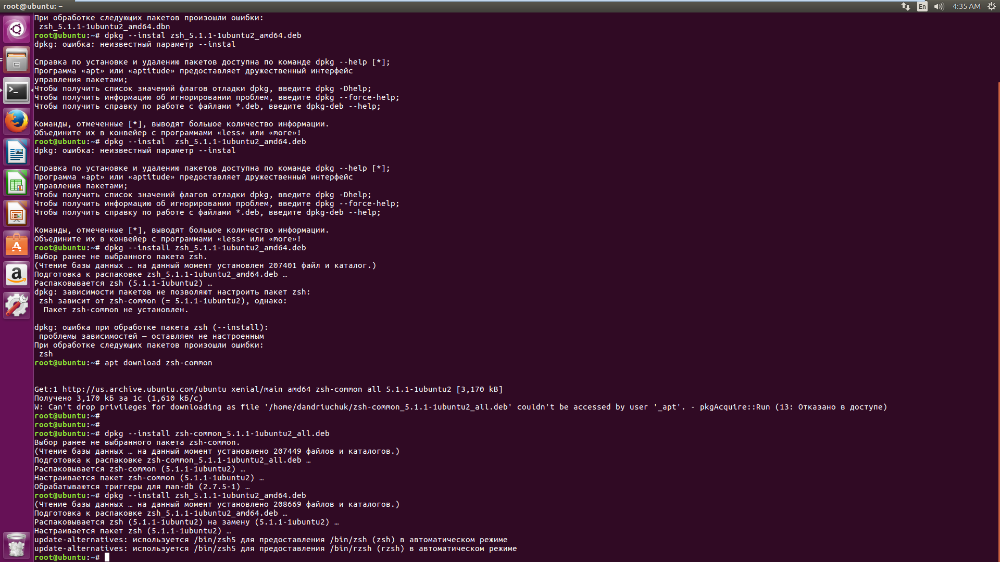 root@ubuntu: ~
En
4:35 AM
При обработке следующих пакетов произошли ошибки:
 zsh_5.1.1-1ubuntu2_amd64.dbn
root@ubuntu:~# dpkg --instal zsh_5.1.1-1ubuntu2_amd64.deb
dpkg: ошибка: неизвестный параметр --instal

Справка по установке и удалению пакетов доступна по команде dpkg --help [*];
Программа «apt» или «aptitude» предоставляет дружественный интерфейс
управления пакетами;
Чтобы получить список значений флагов отладки dpkg, введите dpkg -Dhelp;
Чтобы получить информацию об игнорировании проблем, введите dpkg --force-help;
Чтобы получить справку по работе с файлами *.deb, введите dpkg-deb --help;

Команды, отмеченные [*], выводят большое количество информации.
Объедините их в конвейер с программами «less» или «more»!
root@ubuntu:~# dpkg --instal  zsh_5.1.1-1ubuntu2_amd64.deb
dpkg: ошибка: неизвестный параметр --instal

Справка по установке и удалению пакетов доступна по команде dpkg --help [*];
Программа «apt» или «aptitude» предоставляет дружественный интерфейс
управления пакетами;
Чтобы получить список значений флагов отладки dpkg, введите dpkg -Dhelp;
Чтобы получить информацию об игнорировании проблем, введите dpkg --force-help;
Чтобы получить справку по работе с файлами *.deb, введите dpkg-deb --help;

Команды, отмеченные [*], выводят большое количество информации.
Объедините их в конвейер с программами «less» или «more»!
root@ubuntu:~# dpkg --install zsh_5.1.1-1ubuntu2_amd64.deb
Выбор ранее не выбранного пакета zsh.
(Чтение базы данных … на данный момент установлен 207401 файл и каталог.)
Подготовка к распаковке zsh_5.1.1-1ubuntu2_amd64.deb …
Распаковывается zsh (5.1.1-1ubuntu2) …
dpkg: зависимости пакетов не позволяют настроить пакет zsh:
 zsh зависит от zsh-common (= 5.1.1-1ubuntu2), однако:
  Пакет zsh-common не установлен.

dpkg: ошибка при обработке пакета zsh (--install):
 проблемы зависимостей — оставляем не настроенным
При обработке следующих пакетов произошли ошибки:
 zsh
root@ubuntu:~# apt download zsh-common

Get:1 http://us.archive.ubuntu.com/ubuntu xenial/main amd64 zsh-common all 5.1.1-1ubuntu2 [3,170 kB]
Получено 3,170 kБ за 1с (1,610 kБ/c)
W: Can't drop privileges for downloading as file '/home/dandriuchuk/zsh-common_5.1.1-1ubuntu2_all.deb' couldn't be accessed by user '_apt'. - pkgAcquire::Run (13: Отказано в доступе)
root@ubuntu:~#
root@ubuntu:~#
root@ubuntu:~# dpkg --install zsh-common_5.1.1-1ubuntu2_all.deb
Выбор ранее не выбранного пакета zsh-common.
(Чтение базы данных … на данный момент установлено 207449 файлов и каталогов.)
Подготовка к распаковке zsh-common_5.1.1-1ubuntu2_all.deb …
Распаковывается zsh-common (5.1.1-1ubuntu2) …
Настраивается пакет zsh-common (5.1.1-1ubuntu2) …
Обрабатываются триггеры для man-db (2.7.5-1) …
root@ubuntu:~# dpkg --install zsh_5.1.1-1ubuntu2_amd64.deb
(Чтение базы данных … на данный момент установлено 208669 файлов и каталогов.)
Подготовка к распаковке zsh_5.1.1-1ubuntu2_amd64.deb …
Распаковывается zsh (5.1.1-1ubuntu2) на замену (5.1.1-1ubuntu2) …
Настраивается пакет zsh (5.1.1-1ubuntu2) …
update-alternatives: используется /bin/zsh5 для предоставления /bin/zsh (zsh) в автоматическом режиме
update-alternatives: используется /bin/zsh5 для предоставления /bin/rzsh (rzsh) в автоматическом режиме
root@ubuntu:~#